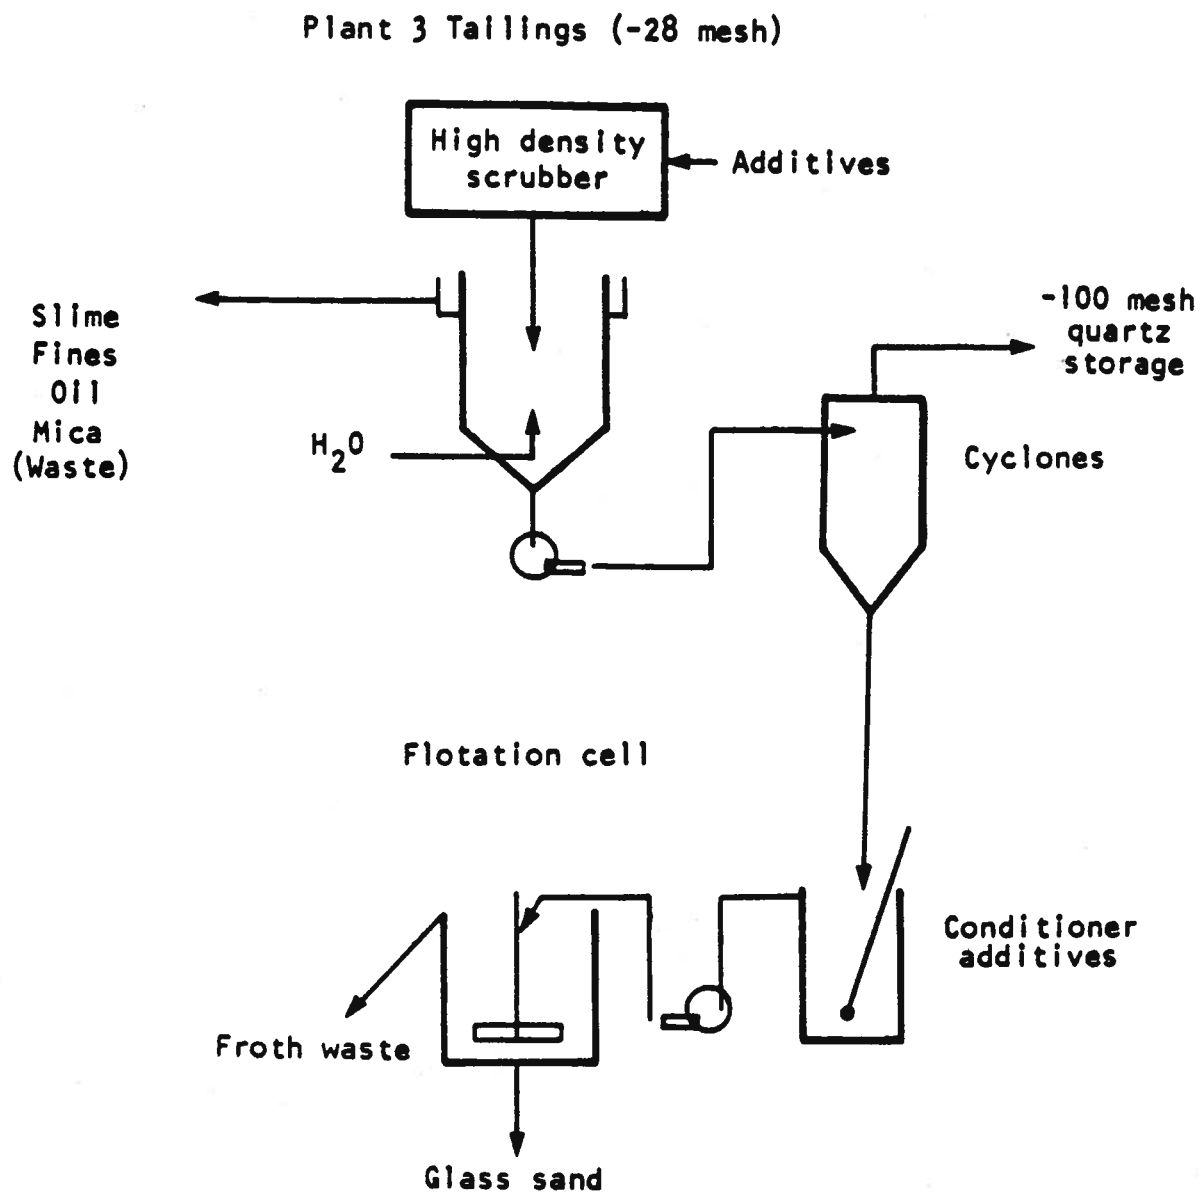 Plant 3 Tailings (-28 mesh)
High density
scrubber
Additives
Slime
Fines
Oil
Mica
(Waste)
H₂O
-100 mesh
quartz
storage
Cyclones
Flotation cell
Conditioner
additives
Froth waste
Glass sand